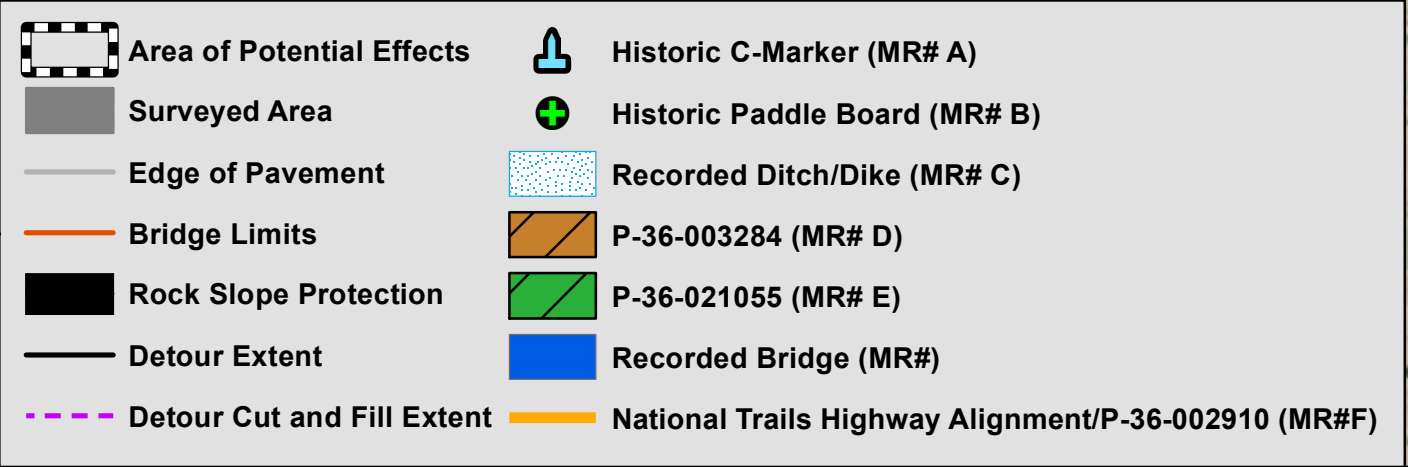 Area of Potential Effects
Surveyed Area
Edge of Pavement
Bridge Limits
Rock Slope Protection
Detour Extent
Detour Cut and Fill Extent
Historic C-Marker (MR# A)
Historic Paddle Board (MR# B)
Recorded Ditch/Dike (MR# C)
P-36-003284 (MR# D)
P-36-021055 (MR# E)
Recorded Bridge (MR#)
National Trails Highway Alignment/P-36-002910 (MR#F)